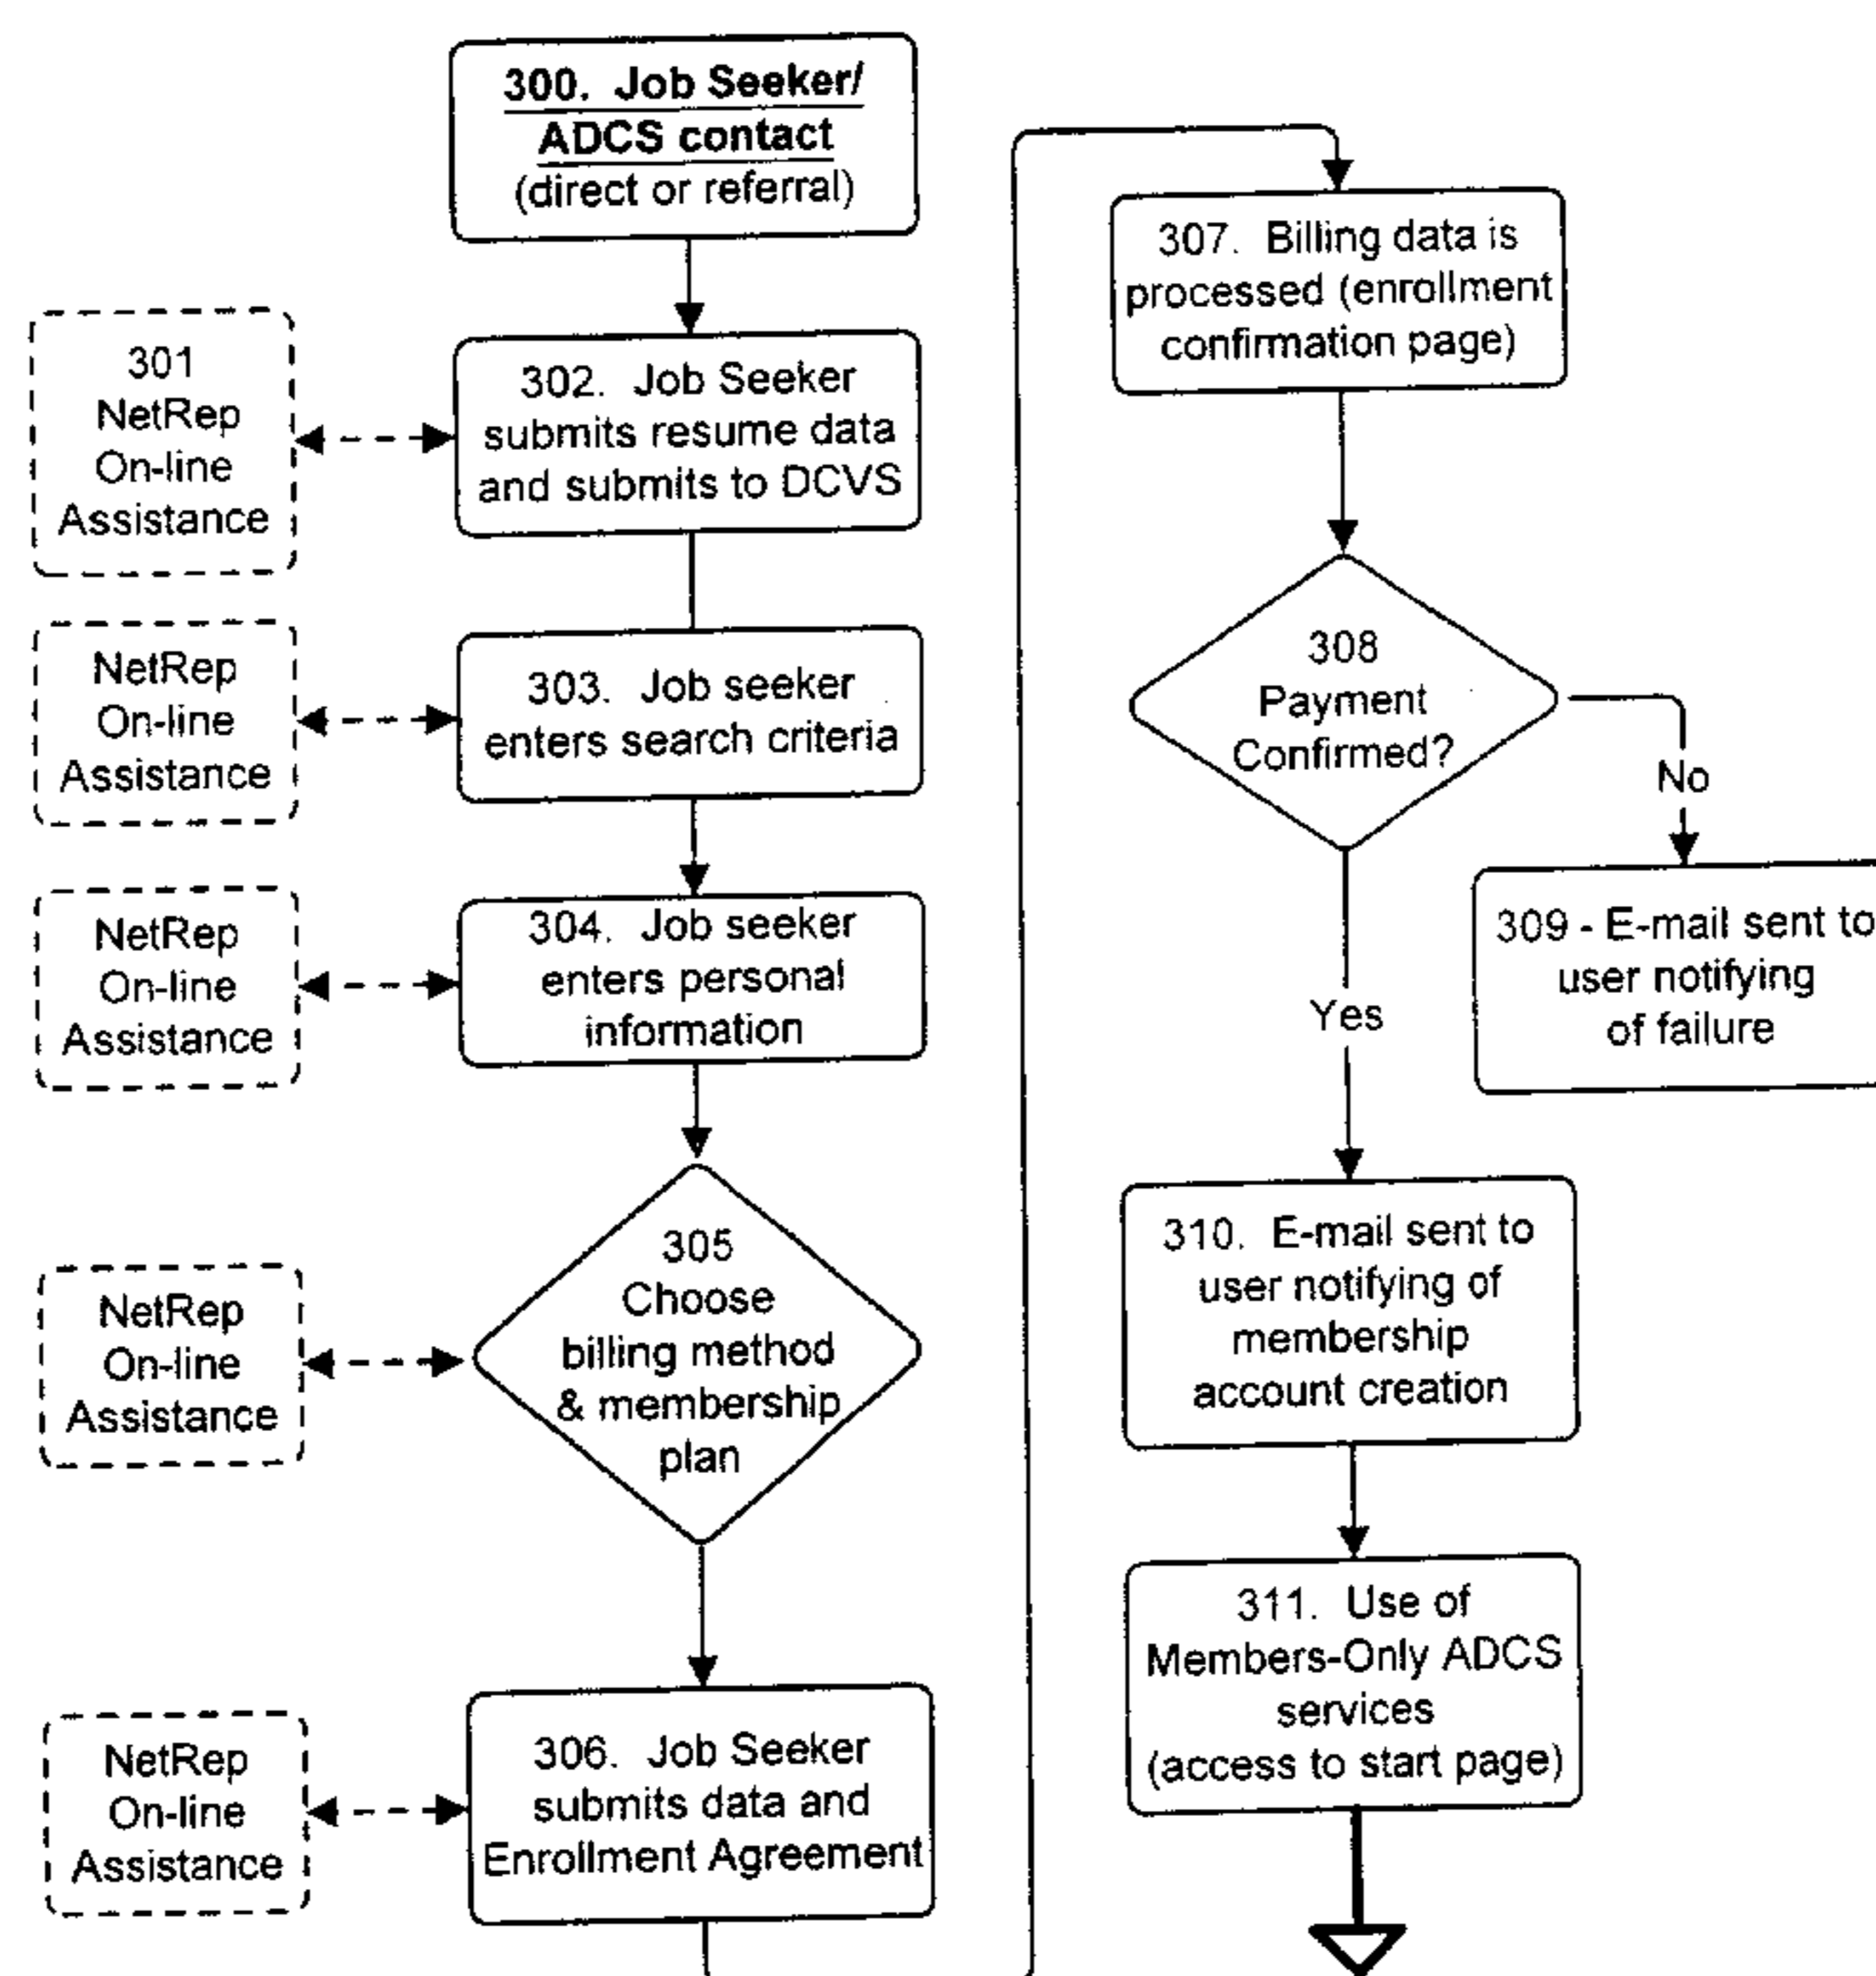 300. Job Seeker/
ADCS contact
(direct or referral)
301
NetRep
On-line
Assistance
302. Job Seeker
submits resume data
and submits to DCVS
NetRep
On-line
Assistance
303. Job seeker
enters search criteria
NetRep
On-line
Assistance
304. Job seeker
enters personal
information
NetRep
On-line
Assistance
305
Choose
billing method
& membership
plan
NetRep
On-line
Assistance
306. Job Seeker
submits data and
Enrollment Agreement
307. Billing data is
processed (enrollment
confirmation page)
308
Payment
Confirmed?
No
309 - E-mail sent to
user notifying
of failure
Yes
310. E-mail sent to
user notifying of
membership
account creation
311. Use of
Members-Only ADCS
services
(access to start page)